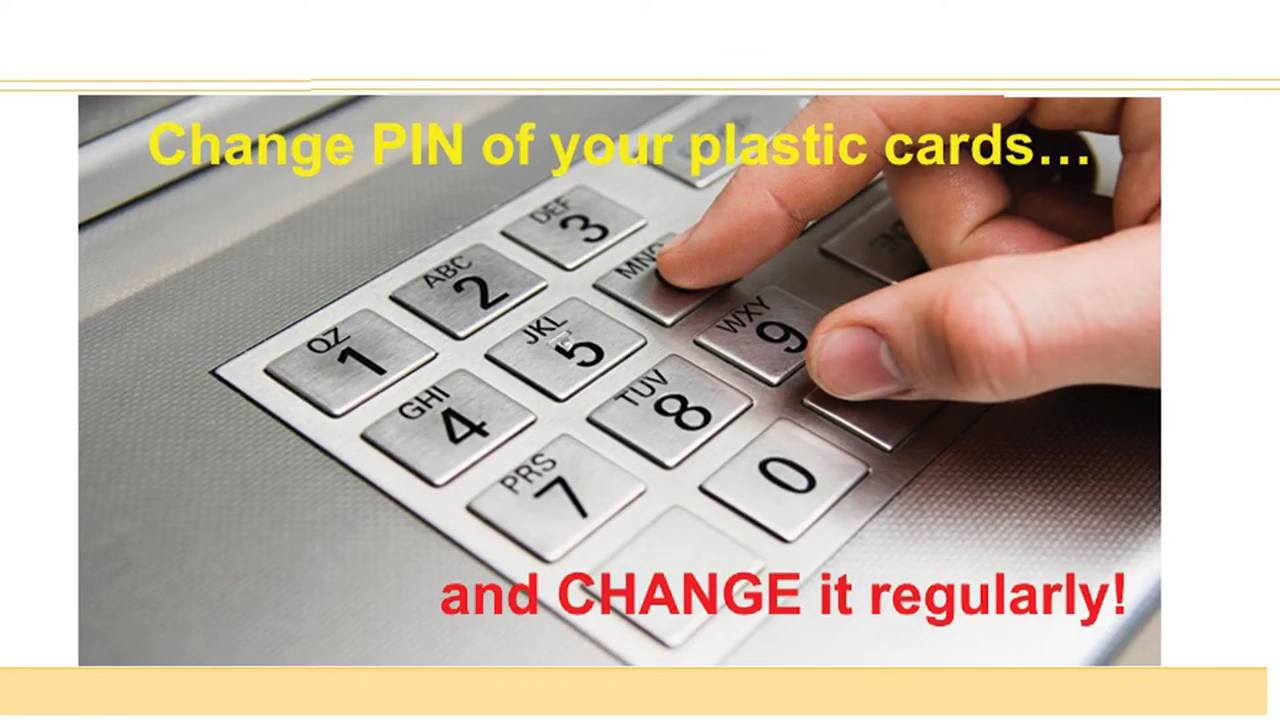 Change PIN of your plastic cards...
DEF
3
ABC
2
MNO
QZ
1
JKL
5
WXY
9
GHI
4
TUV
8
PRS
7
0
and CHANGE it regularly!